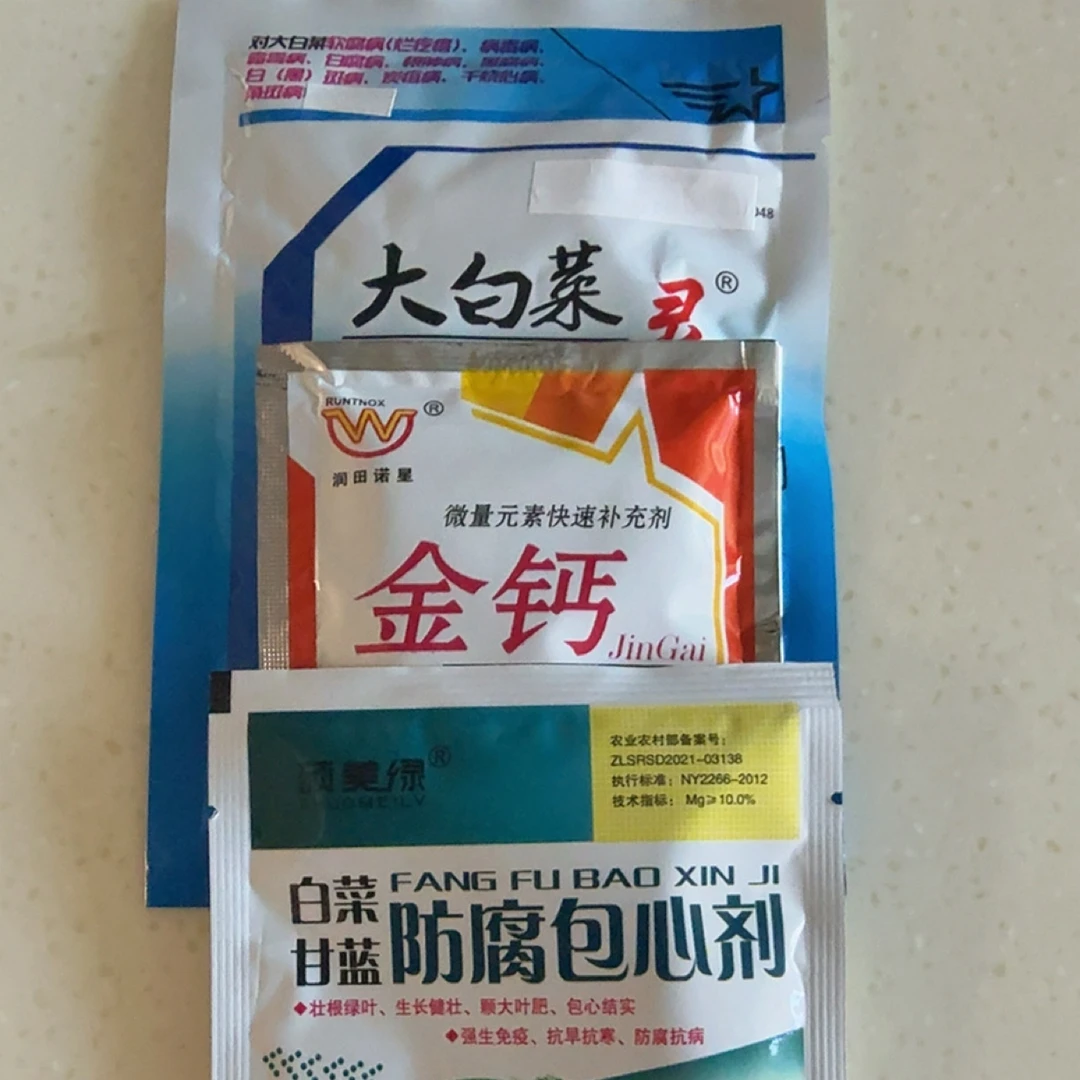 对大白菜软腐病(烂疙瘩)、病毒病、
霜霉病、白腐病、根肿病、黑腐病、
白(黑)斑病、炭疽病、干烧心病、
048
大白菜灵®
RUNTNOX
®
润田诺星
微量元素快速补充剂
金钙
JinGai
美绿®
农业农村部备案号:
ZLSRSD2021-03138
执行标准:NY2266-2012
技术指标:Mg≥10.0%
白菜
甘蓝
FANG FU BAO XIN JI
防腐包心剂
◆壮根绿叶、生长健壮、颗大叶肥、包心结实
◆强生免疫、抗旱抗寒、防腐抗病